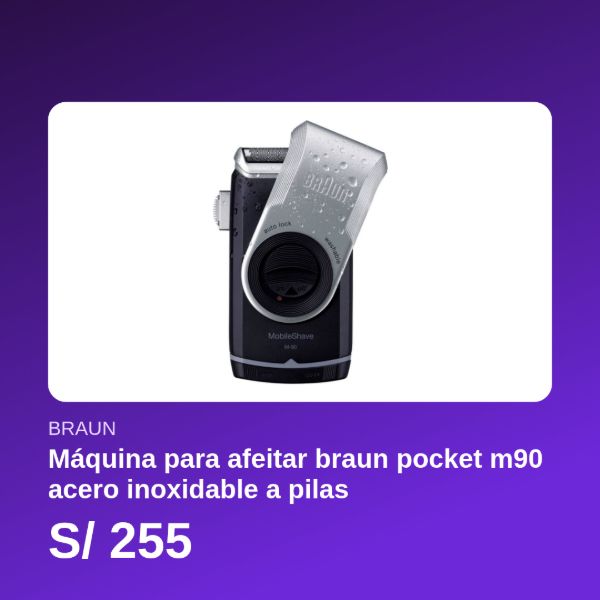 BRAUN
auto lock
washable
MobileShave
M-90
BRAUN
Máquina para afeitar braun pocket m90
acero inoxidable a pilas
S/ 255